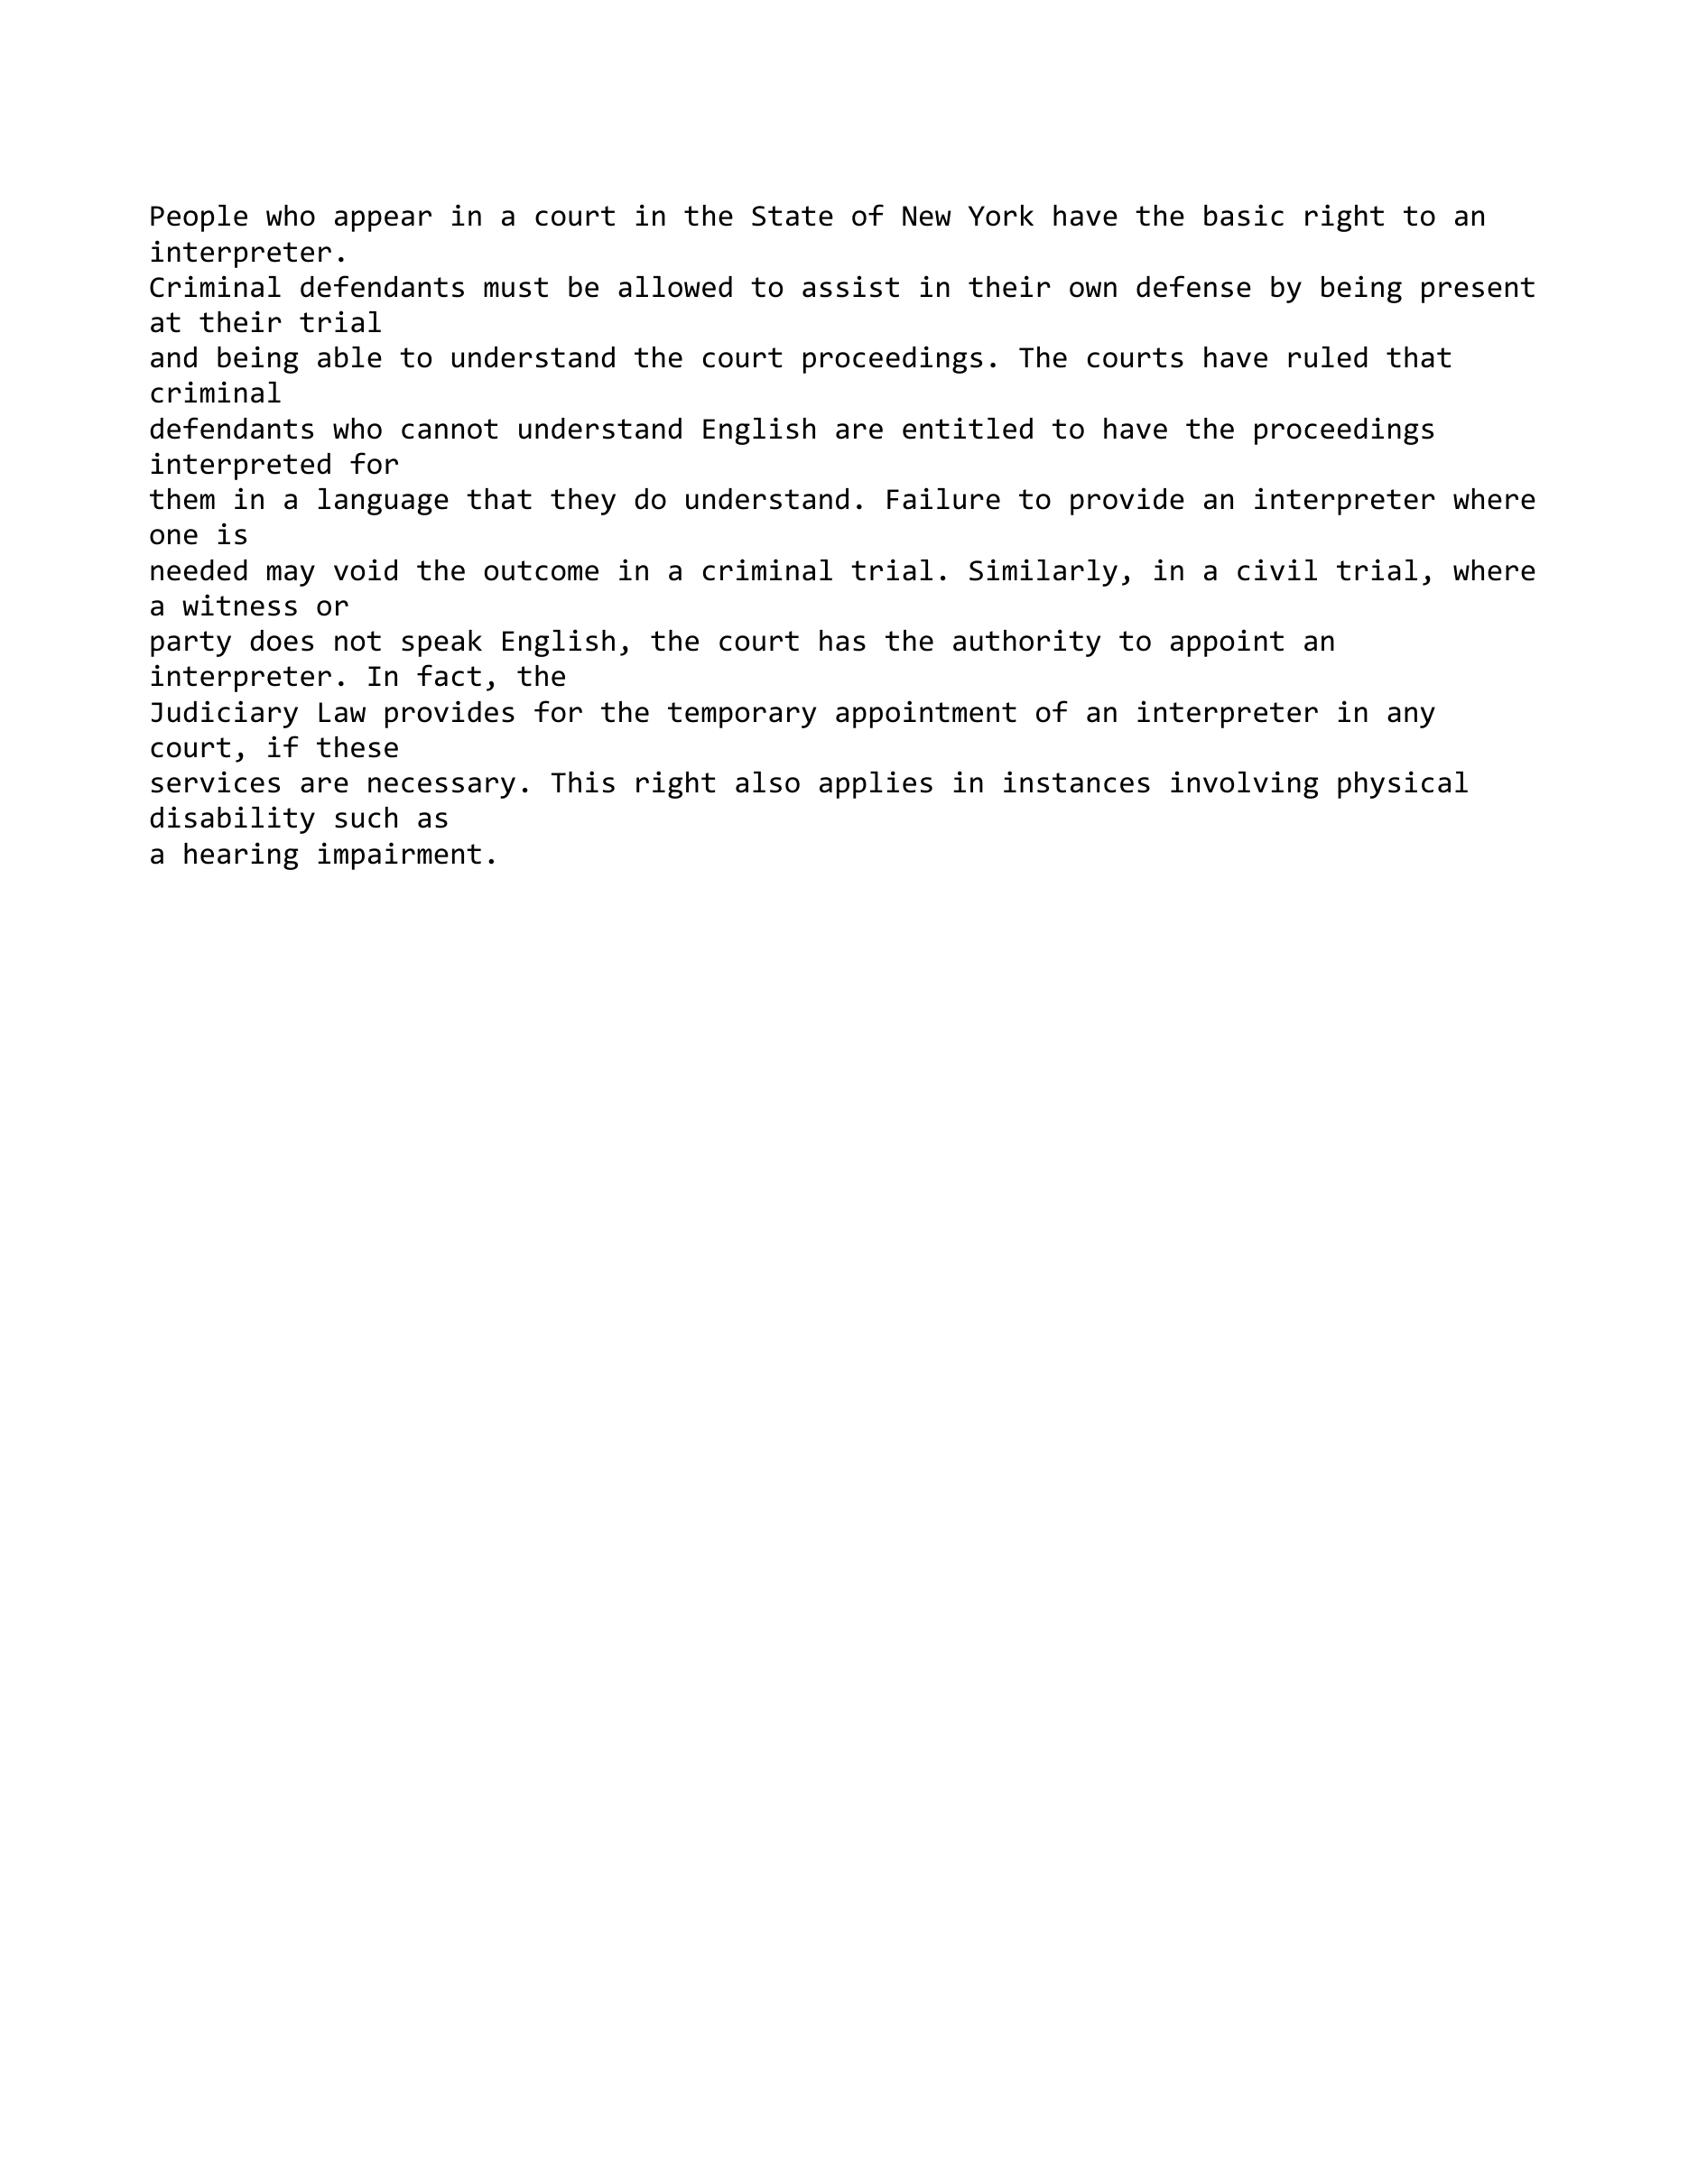 People who appear in a court in the State of New York have the basic right to an
interpreter.
Criminal defendants must be allowed to assist in their own defense by being present
at their trial
and being able to understand the court proceedings. The courts have ruled that
criminal
defendants who cannot understand English are entitled to have the proceedings
interpreted for
them in a language that they do understand. Failure to provide an interpreter where
one is
needed may void the outcome in a criminal trial. Similarly, in a civil trial, where
a witness or
party does not speak English, the court has the authority to appoint an
interpreter. In fact, the
Judiciary Law provides for the temporary appointment of an interpreter in any
court, if these
services are necessary. This right also applies in instances involving physical
disability such as
a hearing impairment.